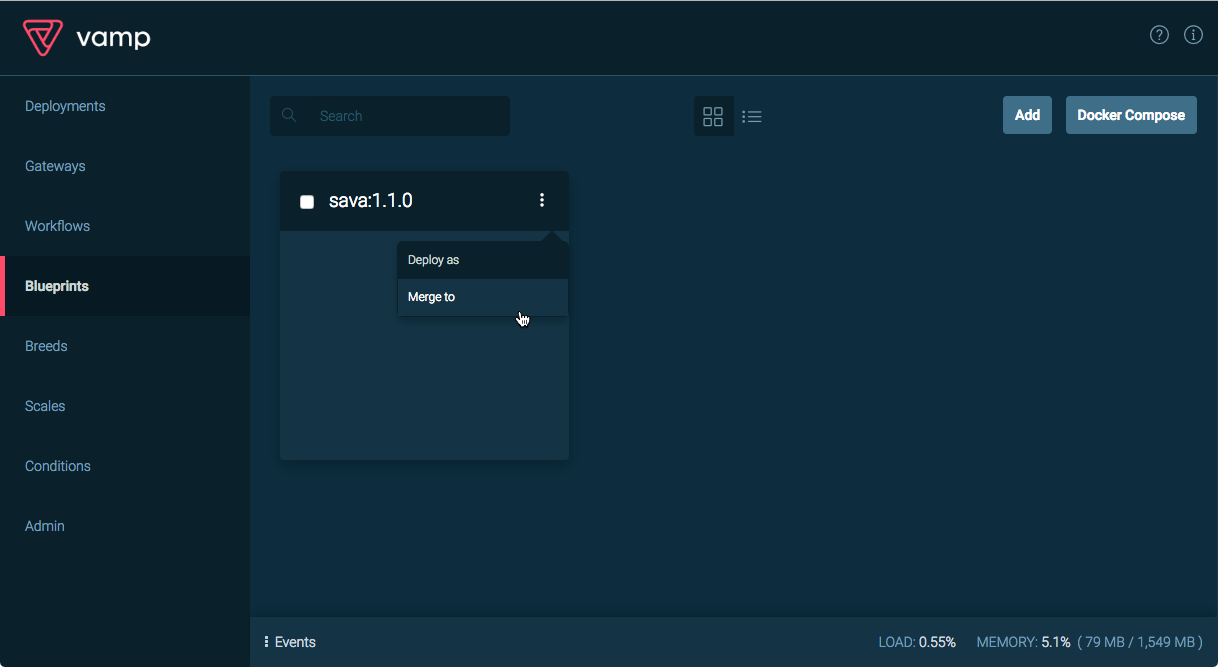 vamp
? i
Deployments
Gateways
Workflows
Blueprints
Breeds
Scales
Conditions
Admin
Search
Add
Docker Compose
sava:1.1.0
Deploy as
Merge to
Events
LOAD: 0.55% MEMORY: 5.1% ( 79 MB / 1,549 MB )